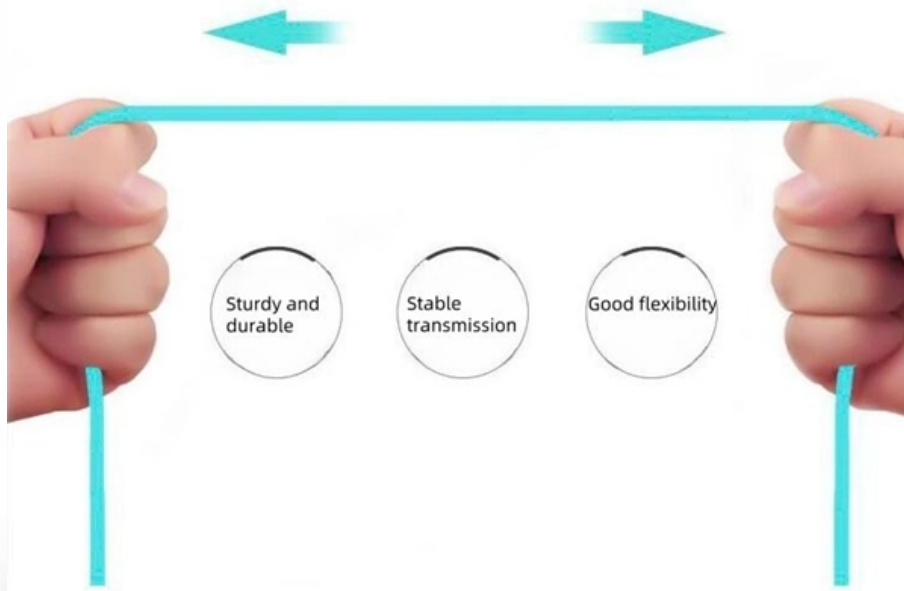 Sturdy and
durable
Stable
transmission
Good flexibility